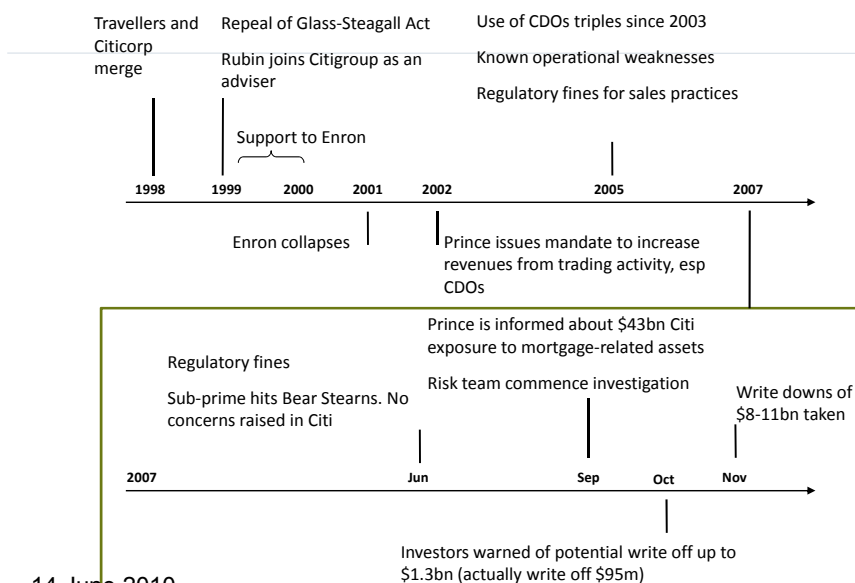 Travellers and
Citicorp
merge
Repeal of Glass-Steagall Act
Rubin joins Citigroup as an
adviser
Use of CDOs triples since 2003
Known operational weaknesses
Regulatory fines for sales practices
Support to Enron
1998
1999
2000
2001
2002
2005
2007
Enron collapses
Prince issues mandate to increase
revenues from trading activity, esp
CDOs
Prince is informed about $43bn Citi
exposure to mortgage-related assets
Risk team commence investigation
Regulatory fines
Sub-prime hits Bear Stearns. No
concerns raised in Citi
Write downs of
$8-11bn taken
2007
Jun
Sep
Oct
Nov
Investors warned of potential write off up to
$1.3bn (actually write off $95m)
14 June 2010